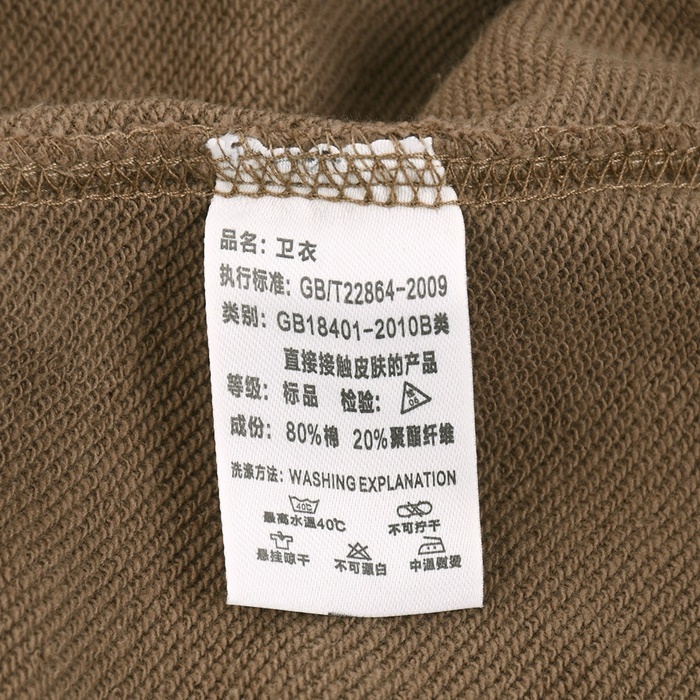 品名: 卫衣
执行标准: GB/T22864-2009
类别: GB18401-2010B类
直接接触皮肤的产品
等级: 标品 检验: 05
成份: 80%棉 20%聚酯纤维
洗涤方法: WASHING EXPLANATION
40℃
最高水温40℃ 不可拧干
悬挂晾干 不可漂白 中温熨烫